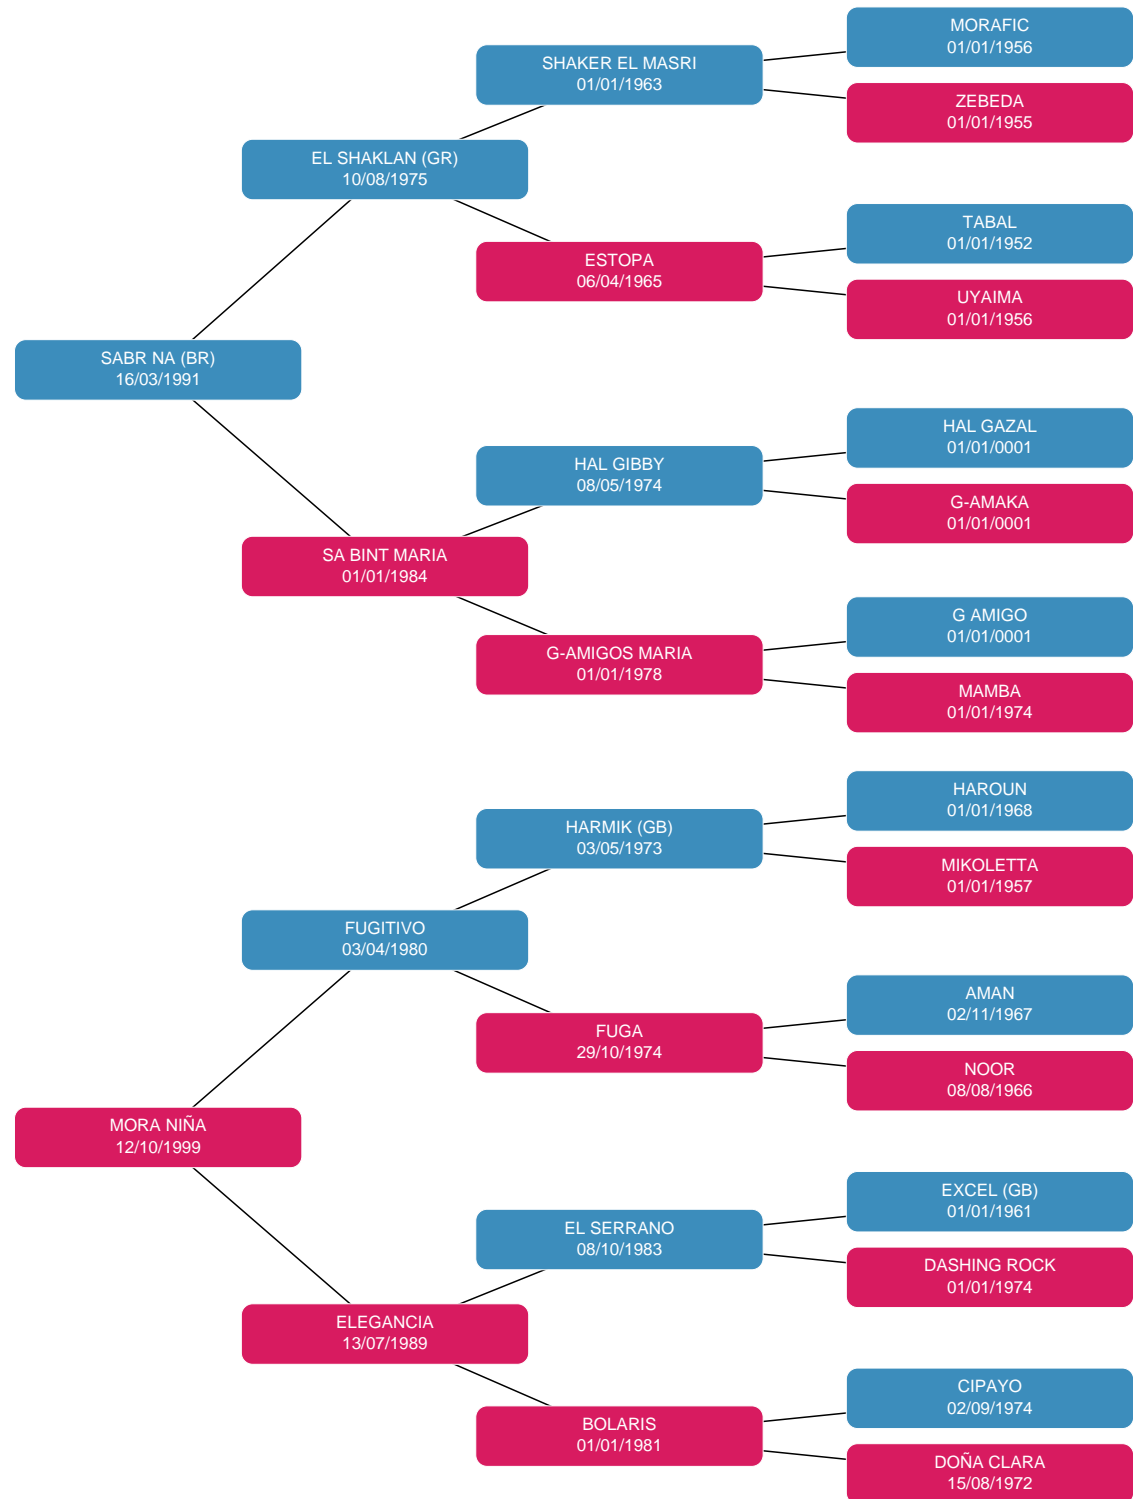 MORAFIC
01/01/1956
SHAKER EL MASRI
01/01/1963
ZEBEDA
01/01/1955
EL SHAKLAN (GR)
10/08/1975
TABAL
01/01/1952
ESTOPA
06/04/1965
UYAIMA
01/01/1956
SABR NA (BR)
16/03/1991
HAL GAZAL
01/01/0001
HAL GIBBY
08/05/1974
G-AMAKA
01/01/0001
SA BINT MARIA
01/01/1984
G AMIGO
01/01/0001
G-AMIGOS MARIA
01/01/1978
MAMBA
01/01/1974
HAROUN
01/01/1968
HARMIK (GB)
03/05/1973
MIKOLETTA
01/01/1957
FUGITIVO
03/04/1980
AMAN
02/11/1967
FUGA
29/10/1974
NOOR
08/08/1966
MORA NIÑA
12/10/1999
EXCEL (GB)
01/01/1961
EL SERRANO
08/10/1983
DASHING ROCK
01/01/1974
ELEGANCIA
13/07/1989
CIPAYO
02/09/1974
BOLARIS
01/01/1981
DOÑA CLARA
15/08/1972